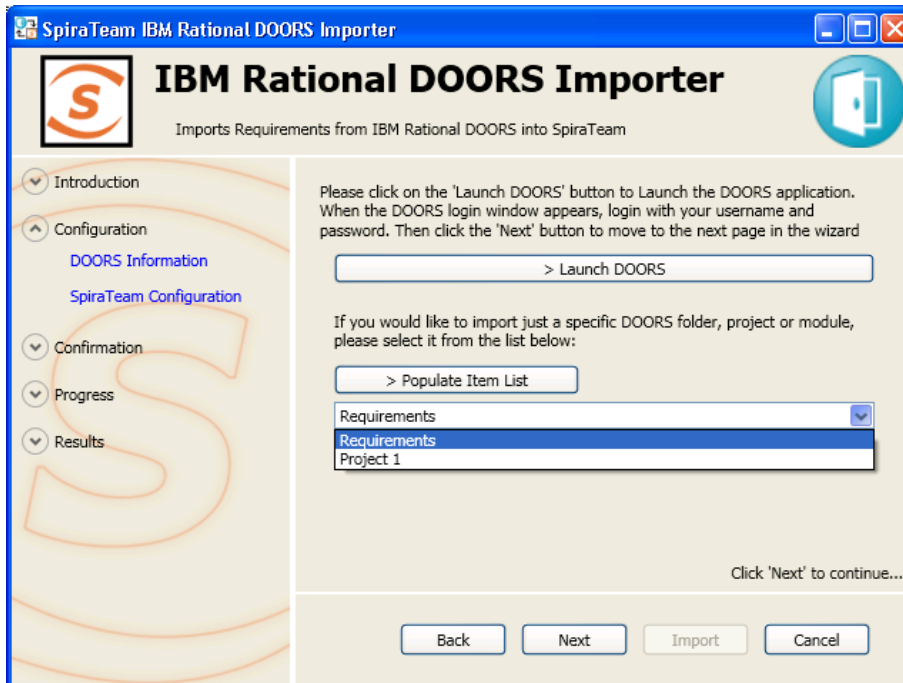 SpiraTeam IBM Rational DOORS Importer
IBM Rational DOORS Importer
Imports Requirements from IBM Rational DOORS into SpiraTeam
Introduction
Configuration
DOORS Information
SpiraTeam Configuration
Confirmation
Progress
Results
Please click on the 'Launch DOORS' button to Launch the DOORS application.
When the DOORS login window appears, login with your username and
password. Then click the 'Next' button to move to the next page in the wizard
> Launch DOORS
If you would like to import just a specific DOORS folder, project or module,
please select it from the list below:
> Populate Item List
Requirements
Requirements
Project 1
Click 'Next' to continue...
Back
Next
Import
Cancel